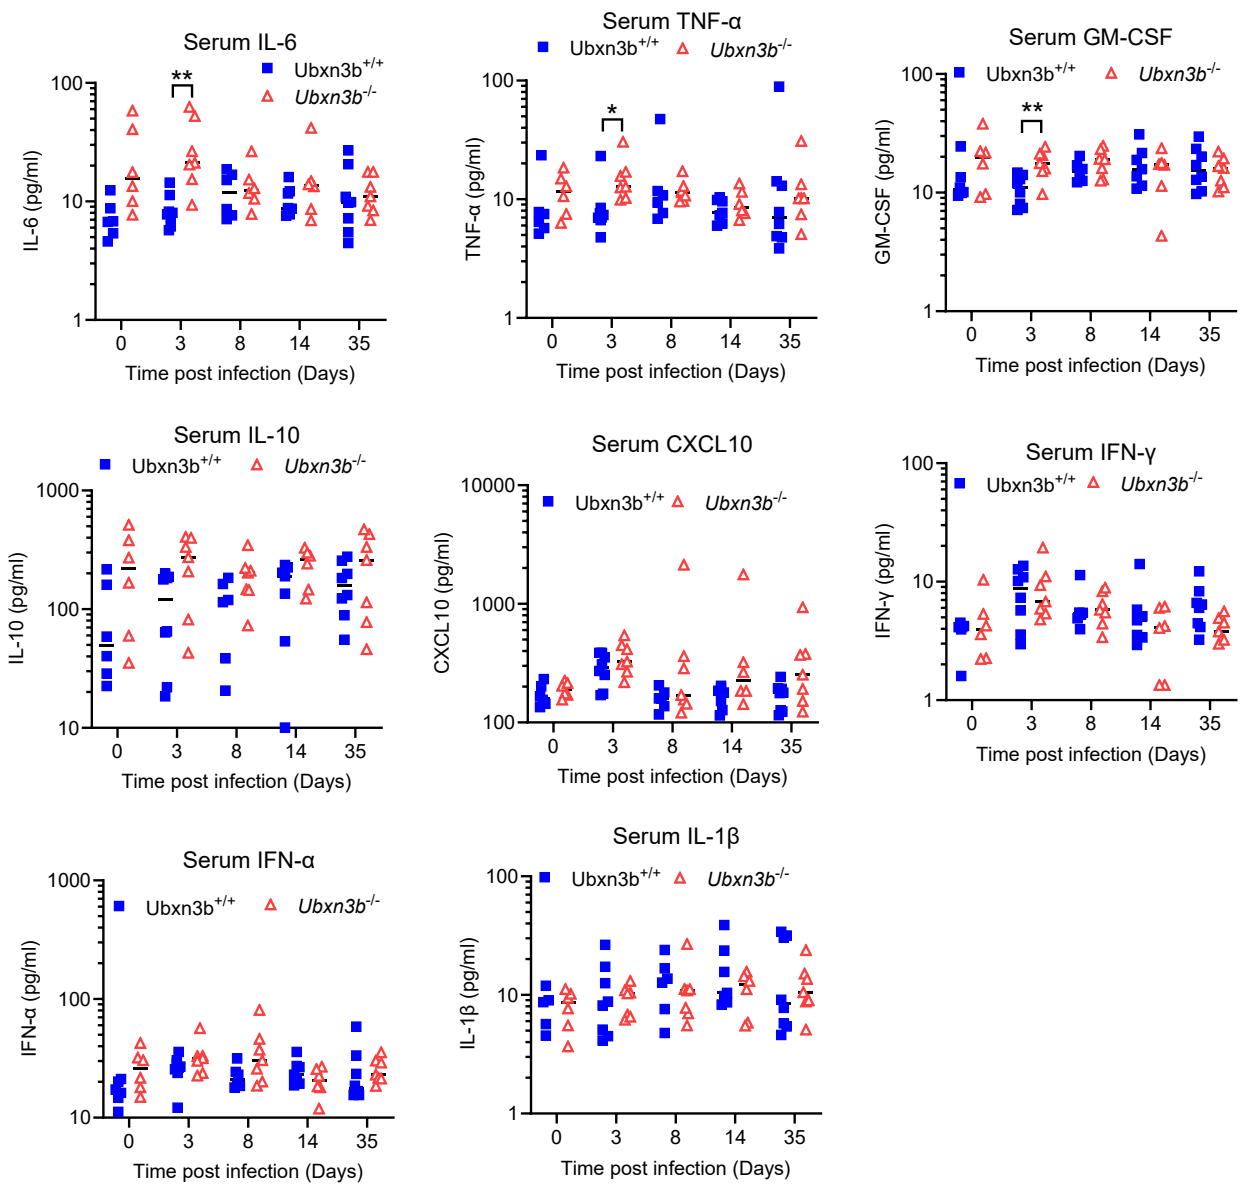 Serum IL-6
Ubxn3b+/+
Ubxn3b-/-
**
100
10
1
IL-6 (pg/ml)
0 3 8 14 35
Time post infection (Days)
Serum TNF-α
Ubxn3b+/+ Ubxn3b-/-
*
100
10
1
TNF-α (pg/ml)
0 3 8 14 35
Time post infection (Days)
Serum GM-CSF
Ubxn3b+/+ Ubxn3b-/-
**
100
10
1
GM-CSF (pg/ml)
0 3 8 14 35
Time post infection (Days)
Serum IL-10
Ubxn3b+/+ Ubxn3b-/-
1000
100
10
IL-10 (pg/ml)
0 3 8 14 35
Time post infection (Days)
Serum CXCL10
Ubxn3b+/+ Ubxn3b-/-
10000
1000
100
CXCL10 (pg/ml)
0 3 8 14 35
Time post infection (Days)
Serum IFN-γ
Ubxn3b+/+ Ubxn3b-/-
100
10
1
IFN-γ (pg/ml)
0 3 8 14 35
Time post infection (Days)
Serum IFN-α
Ubxn3b+/+ Ubxn3b-/-
1000
100
10
IFN-α (pg/ml)
0 3 8 14 35
Time post infection (Days)
Serum IL-1β
Ubxn3b+/+ Ubxn3b-/-
100
10
1
IL-1β (pg/ml)
0 3 8 14 35
Time post infection (Days)